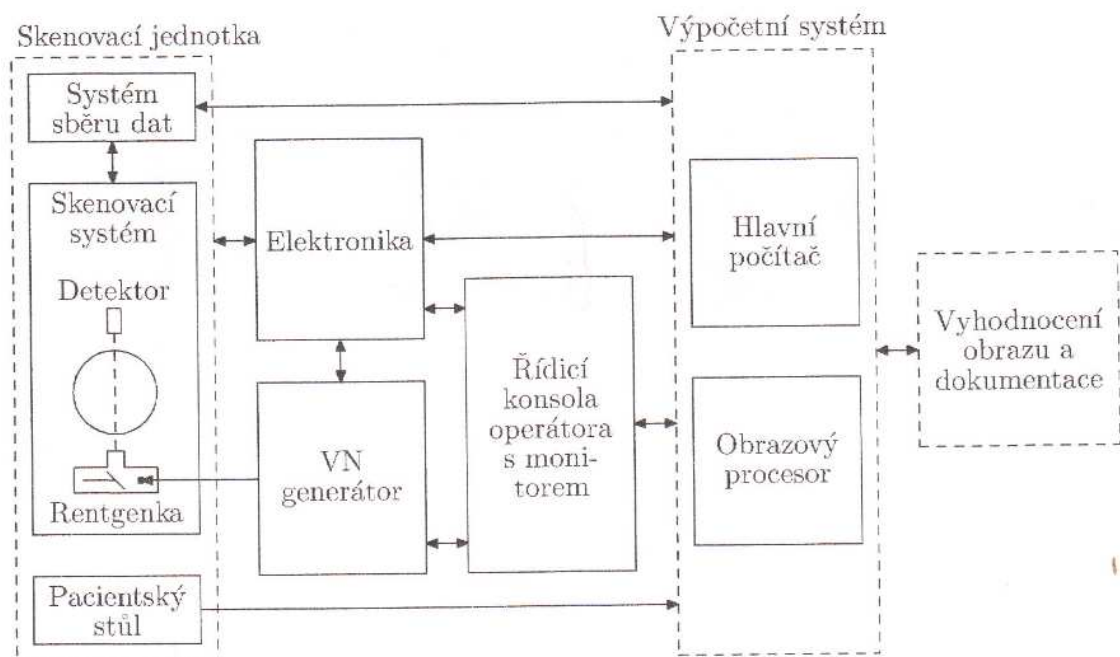 Skenovací jednotka
Systém
sběru dat
Skenovací
systém
Detektor
Rentgenka
Pacientský
stůl
Elektronika
VN
generátor
Řídicí
konsola
operátora
s moni-
torem
Výpočetní systém
Hlavní
počítač
Obrazový
procesor
Vyhodnocení
obrazu a
dokumentace